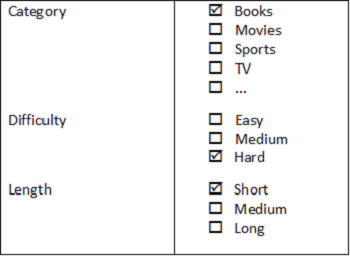 Category ☑ Books
☐ Movies
☐ Sports
☐ TV
☐ ...
Difficulty ☐ Easy
☐ Medium
☑ Hard
Length ☑ Short
☐ Medium
☐ Long